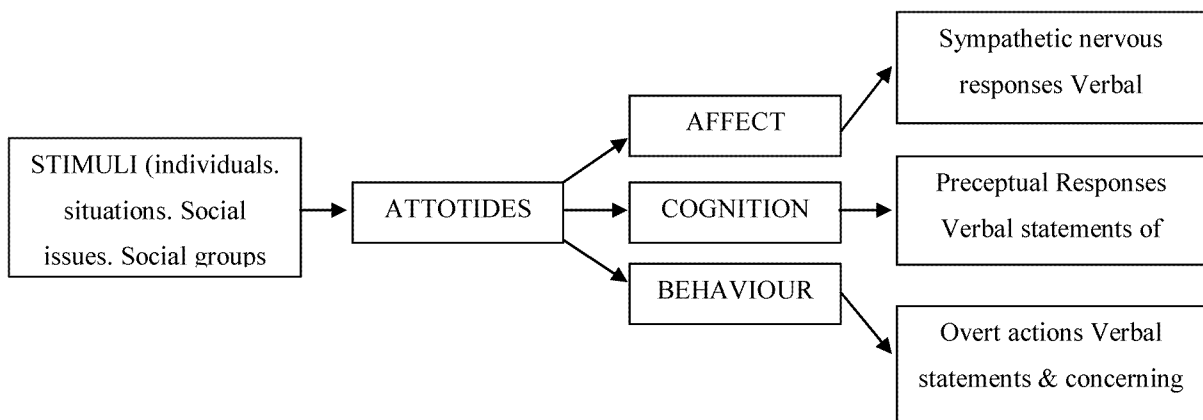 STIMULI (individuals.
situations. Social
issues. Social groups
ATTOTIDES
AFFECT
COGNITION
BEHAVIOUR
Sympathetic nervous
responses Verbal
Preceptual Responses
Verbal statements of
Overt actions Verbal
statements & concerning